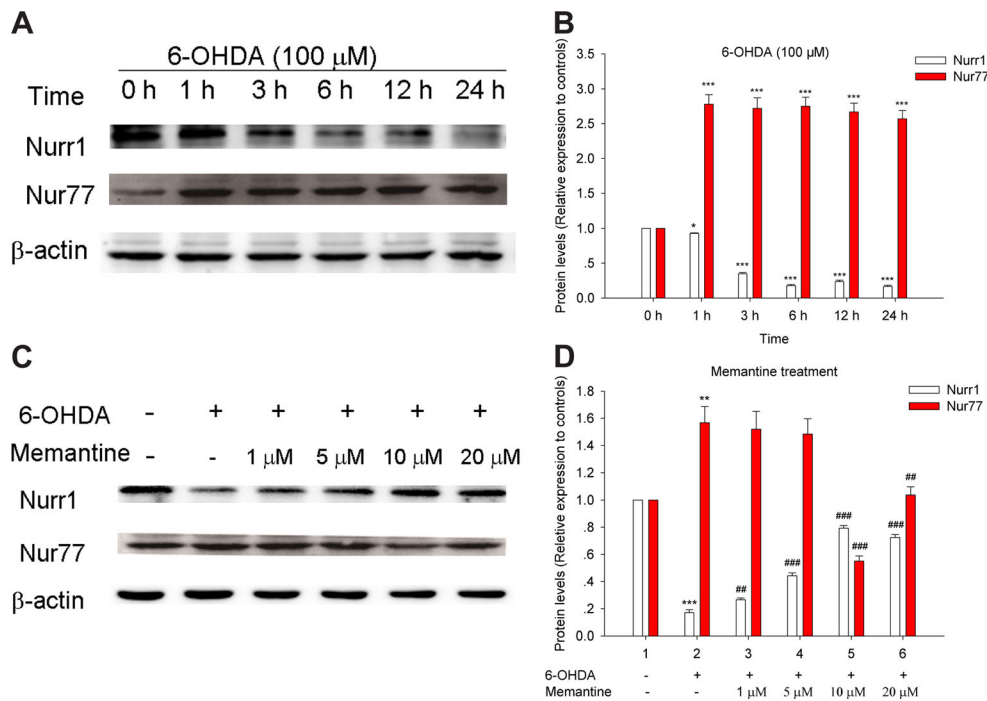 A
6-OHDA (100 μM)
Time 0 h 1 h 3 h 6 h 12 h 24 h
Nurr1
Nur77
β-actin
B
6-OHDA (100 μM)
Nurr1
Nur77
Protein levels (Relative expression to controls)
3.5
3.0
2.5
2.0
1.5
1.0
.5
0.0
*
***
***
***
***
***
***
***
***
***
0 h 1 h 3 h 6 h 12 h 24 h
Time
C
6-OHDA - + + + + +
Memantine - - 1 μM 5 μM 10 μM 20 μM
Nurr1
Nur77
β-actin
D
Memantine treatment
Nurr1
Nur77
Protein levels (Reletive expression to controls)
1.8
1.6
1.4
1.2
1.0
.8
.6
.4
.2
0.0
***
**
##
###
###
###
###
##
1 2 3 4 5 6
6-OHDA - + + + + +
Memantine - - 1 μM 5 μM 10 μM 20 μM